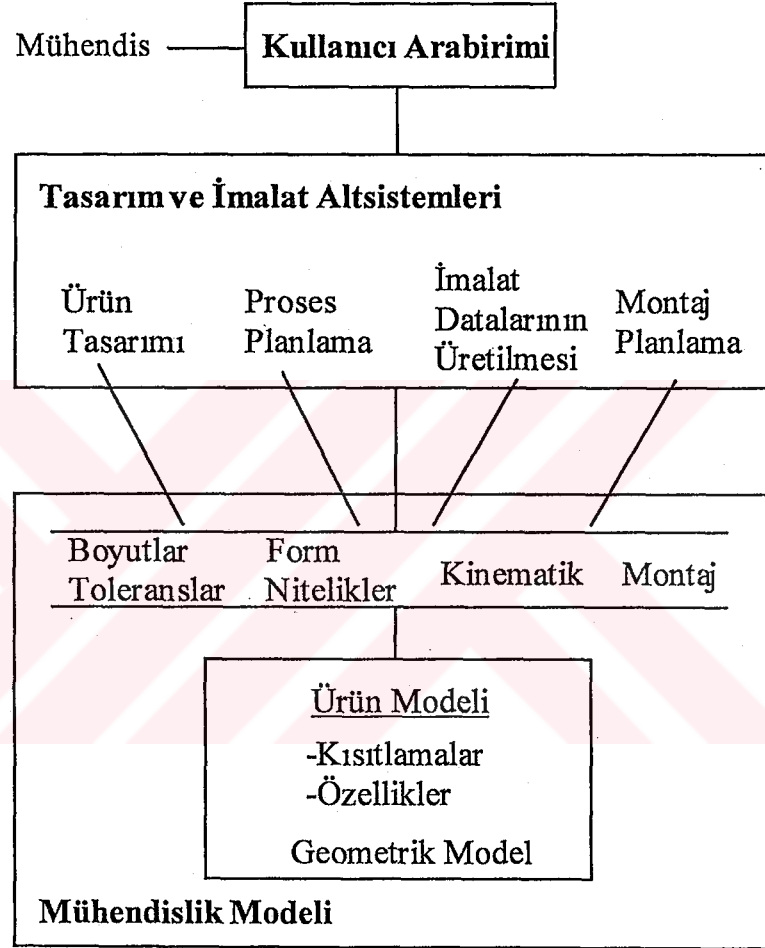 Mühendis
Kullanıcı Arabirimi
Tasarım ve İmalat Altsistemleri
Ürün
Tasarımı
Proses
Planlama
İmalat
Datalarının
Üretilmesi
Montaj
Planlama
Boyutlar
Toleranslar
Form
Nitelikler
Kinematik
Montaj
Ürün Modeli
-Kısıtlamalar
-Özellikler
Geometrik Model
Mühendislik Modeli